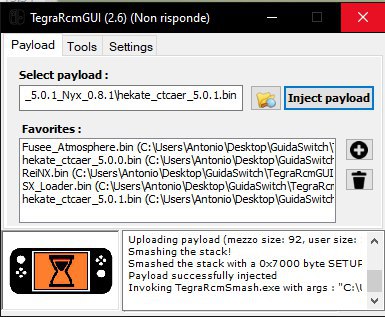 TegraRcmGUI (2.6) (Non risponde)
Payload Tools Settings
Select payload :
_5.0.1_Nyx_0.8.1\hekate_ctcaer_5.0.1.bin
Inject payload
Favorites :
Fusee_Atmosphere.bin (C:\Users\Antonio\Desktop\GuidaSwitch\T
hekate_ctcaer_5.0.0.bin (C:\Users\Antonio\Desktop\GuidaSwitch\
ReiNX.bin (C:\Users\Antonio\Desktop\GuidaSwitch\TegraRcmGUI
SX_Loader.bin (C:\Users\Antonio\Desktop\GuidaSwitch\TegraRcm
hekate_ctcaer_5.0.1.bin (C:\Users\Antonio\Desktop\GuidaSwitch\
Uploading payload (mezzo size: 92, user size:
Smashing the stack!
Smashed the stack with a 0x7000 byte SETUP
Payload successfully injected
Invoking TegraRcmSmash.exe with args : "C:\U